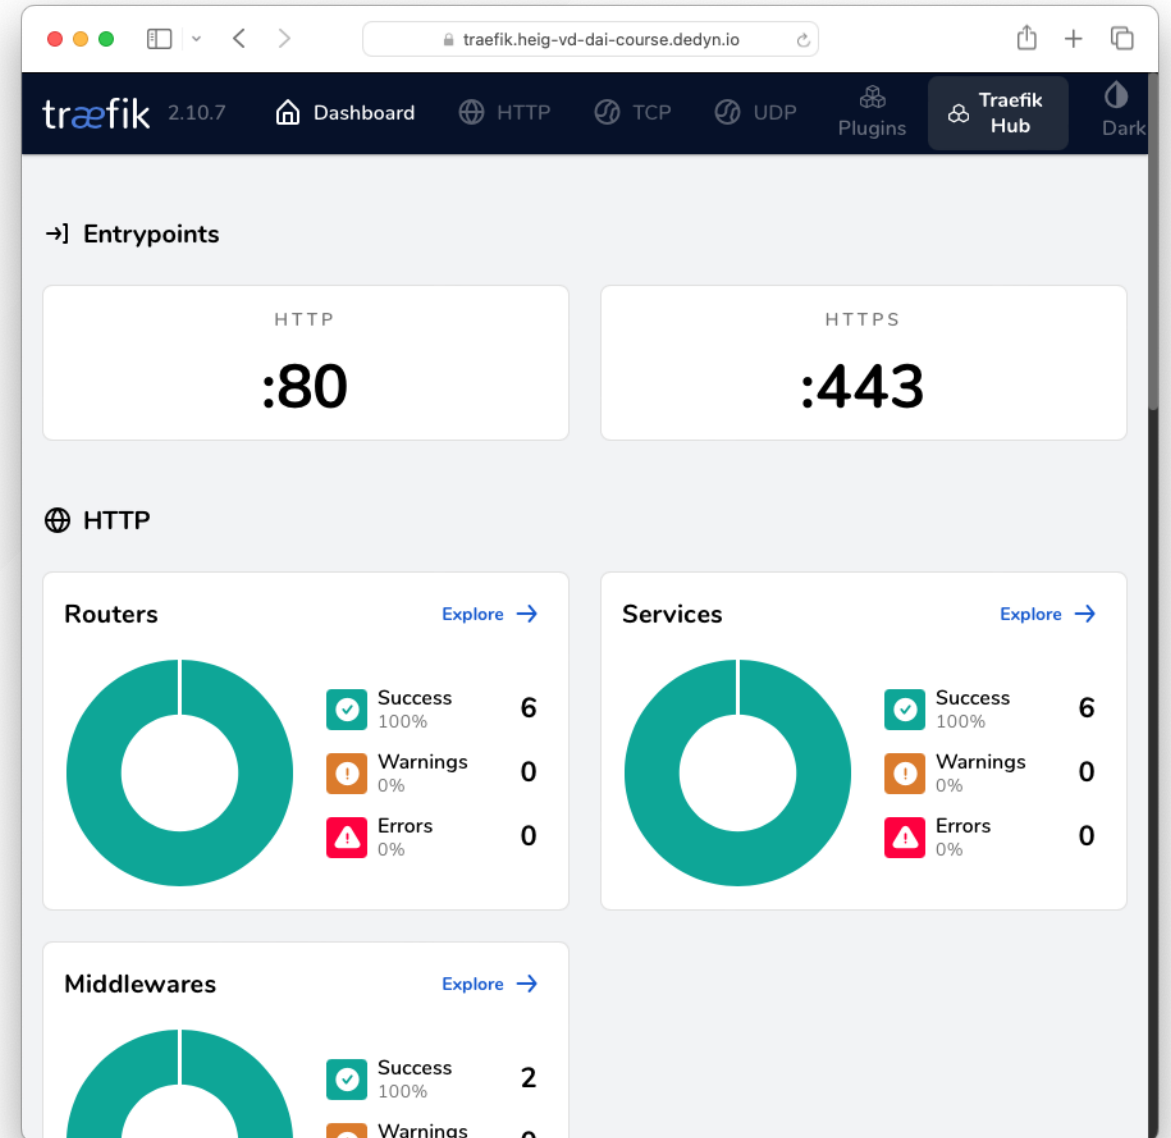 traefik.heig-vd-dai-course.dedyn.io
træfik 2.10.7 Dashboard HTTP TCP UDP Plugins Traefik Hub Dark
Entrypoints
HTTP
:80
HTTPS
:443
HTTP
Routers Explore
Success 6
100%
Warnings 0
0%
Errors 0
0%
Services Explore
Success 6
100%
Warnings 0
0%
Errors 0
0%
Middlewares Explore
Success 2
100%
Warnings